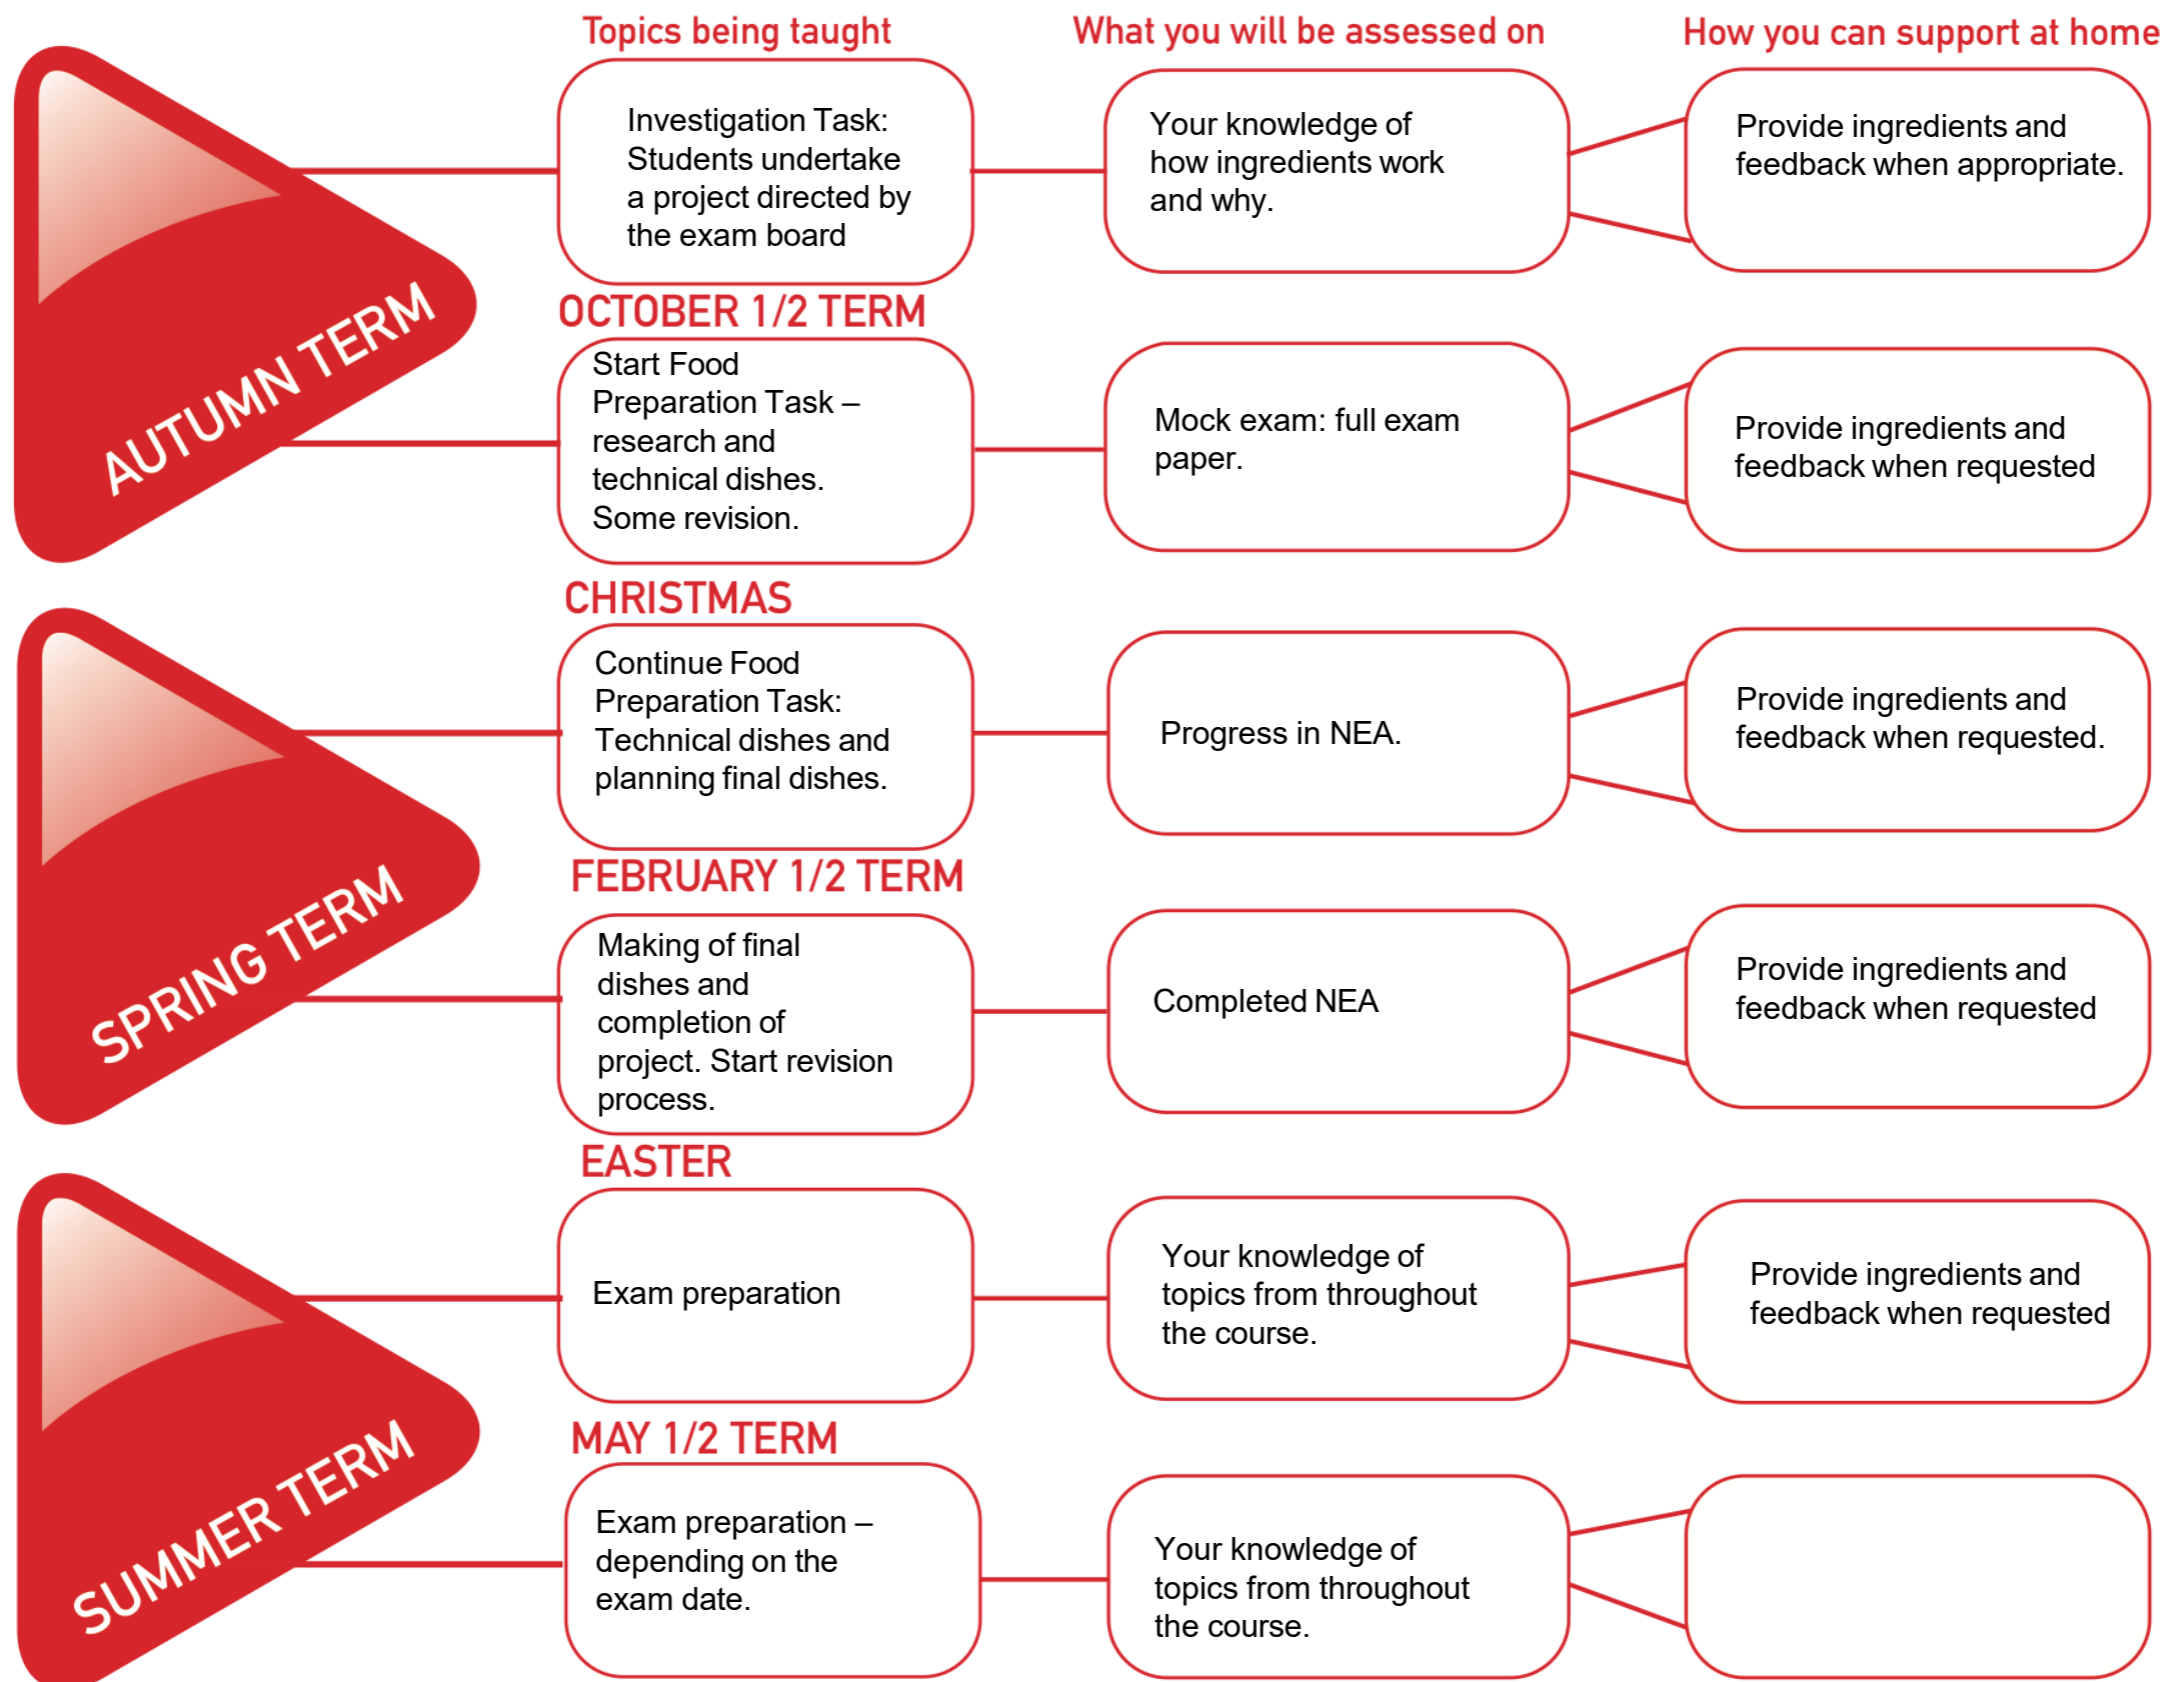 Topics being taught
What you will be assessed on
How you can support at home
AUTUMN TERM
Investigation Task:
Students undertake
a project directed by
the exam board
Your knowledge of
how ingredients work
and why.
Provide ingredients and
feedback when appropriate.
OCTOBER 1/2 TERM
Start Food
Preparation Task –
research and
technical dishes.
Some revision.
Mock exam: full exam
paper.
Provide ingredients and
feedback when requested
CHRISTMAS
SPRING TERM
Continue Food
Preparation Task:
Technical dishes and
planning final dishes.
Progress in NEA.
Provide ingredients and
feedback when requested.
FEBRUARY 1/2 TERM
Making of final
dishes and
completion of
project. Start revision
process.
Completed NEA
Provide ingredients and
feedback when requested
EASTER
SUMMER TERM
Exam preparation
Your knowledge of
topics from throughout
the course.
Provide ingredients and
feedback when requested
MAY 1/2 TERM
Exam preparation –
depending on the
exam date.
Your knowledge of
topics from throughout
the course.